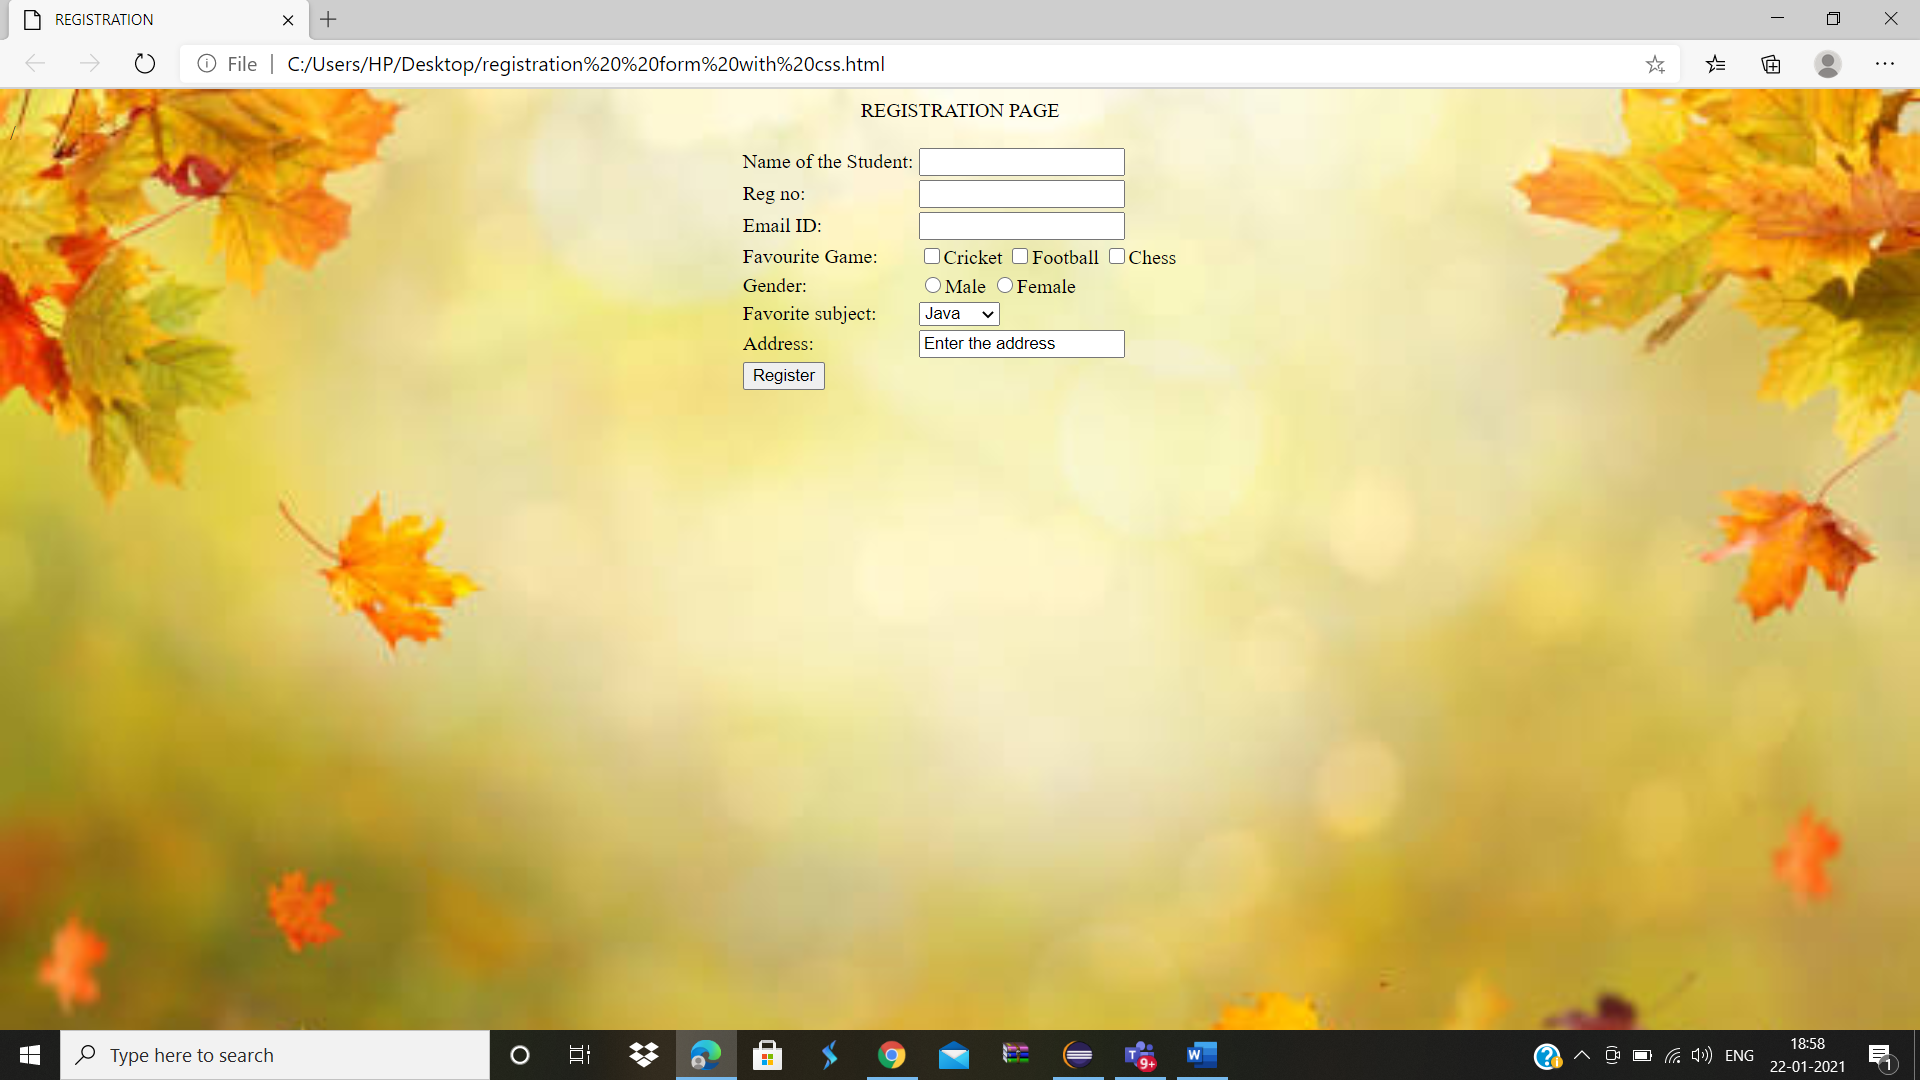 REGISTRATION
File | C:/Users/HP/Desktop/registration%20%20form%20with%20css.html
REGISTRATION PAGE
/
Name of the Student:
Reg no:
Email ID:
Favourite Game: Cricket Football Chess
Gender: Male Female
Favorite subject: Java
Address: Enter the address
Register
Type here to search
T 9+
W
ENG
18:58
22-01-2021
1